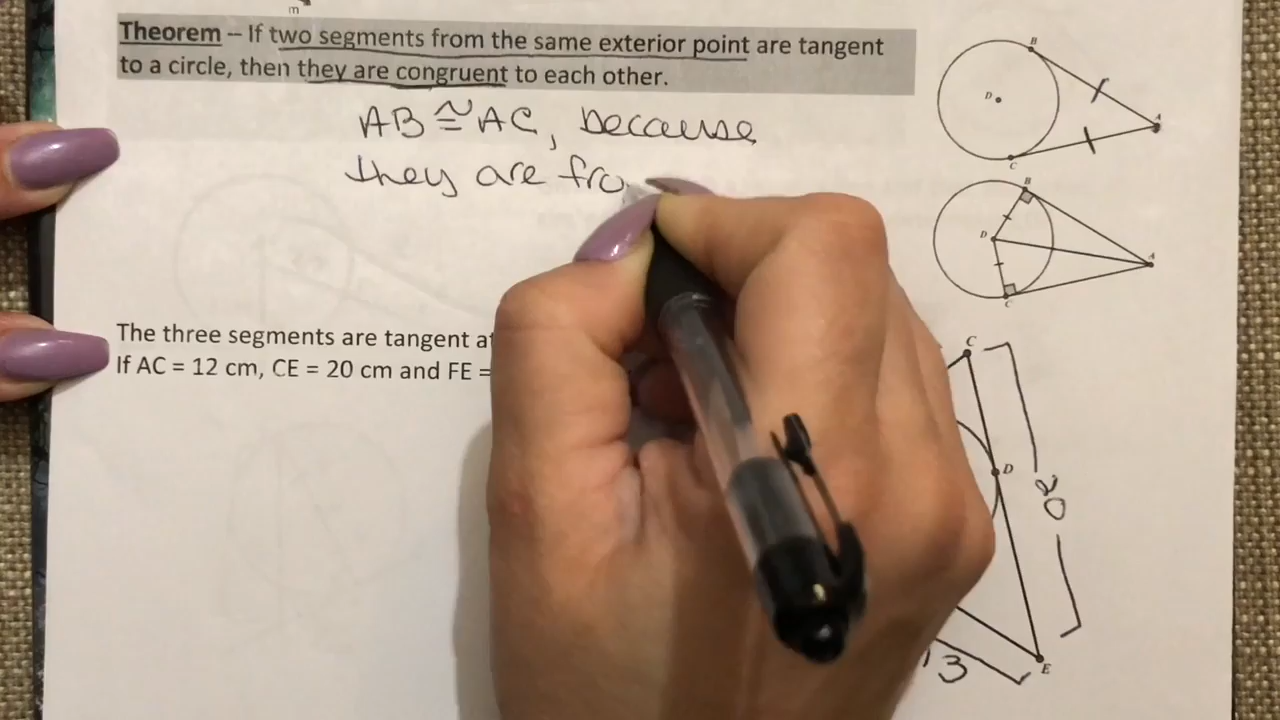 m
Theorem – If two segments from the same exterior point are tangent
to a circle, then they are congruent to each other.
AB ≅ AC, because
they are fro
The three segments are tangent a
If AC = 12 cm, CE = 20 cm and FE =
B
D
A
C
B
D
A
C
C
D
20
E
13